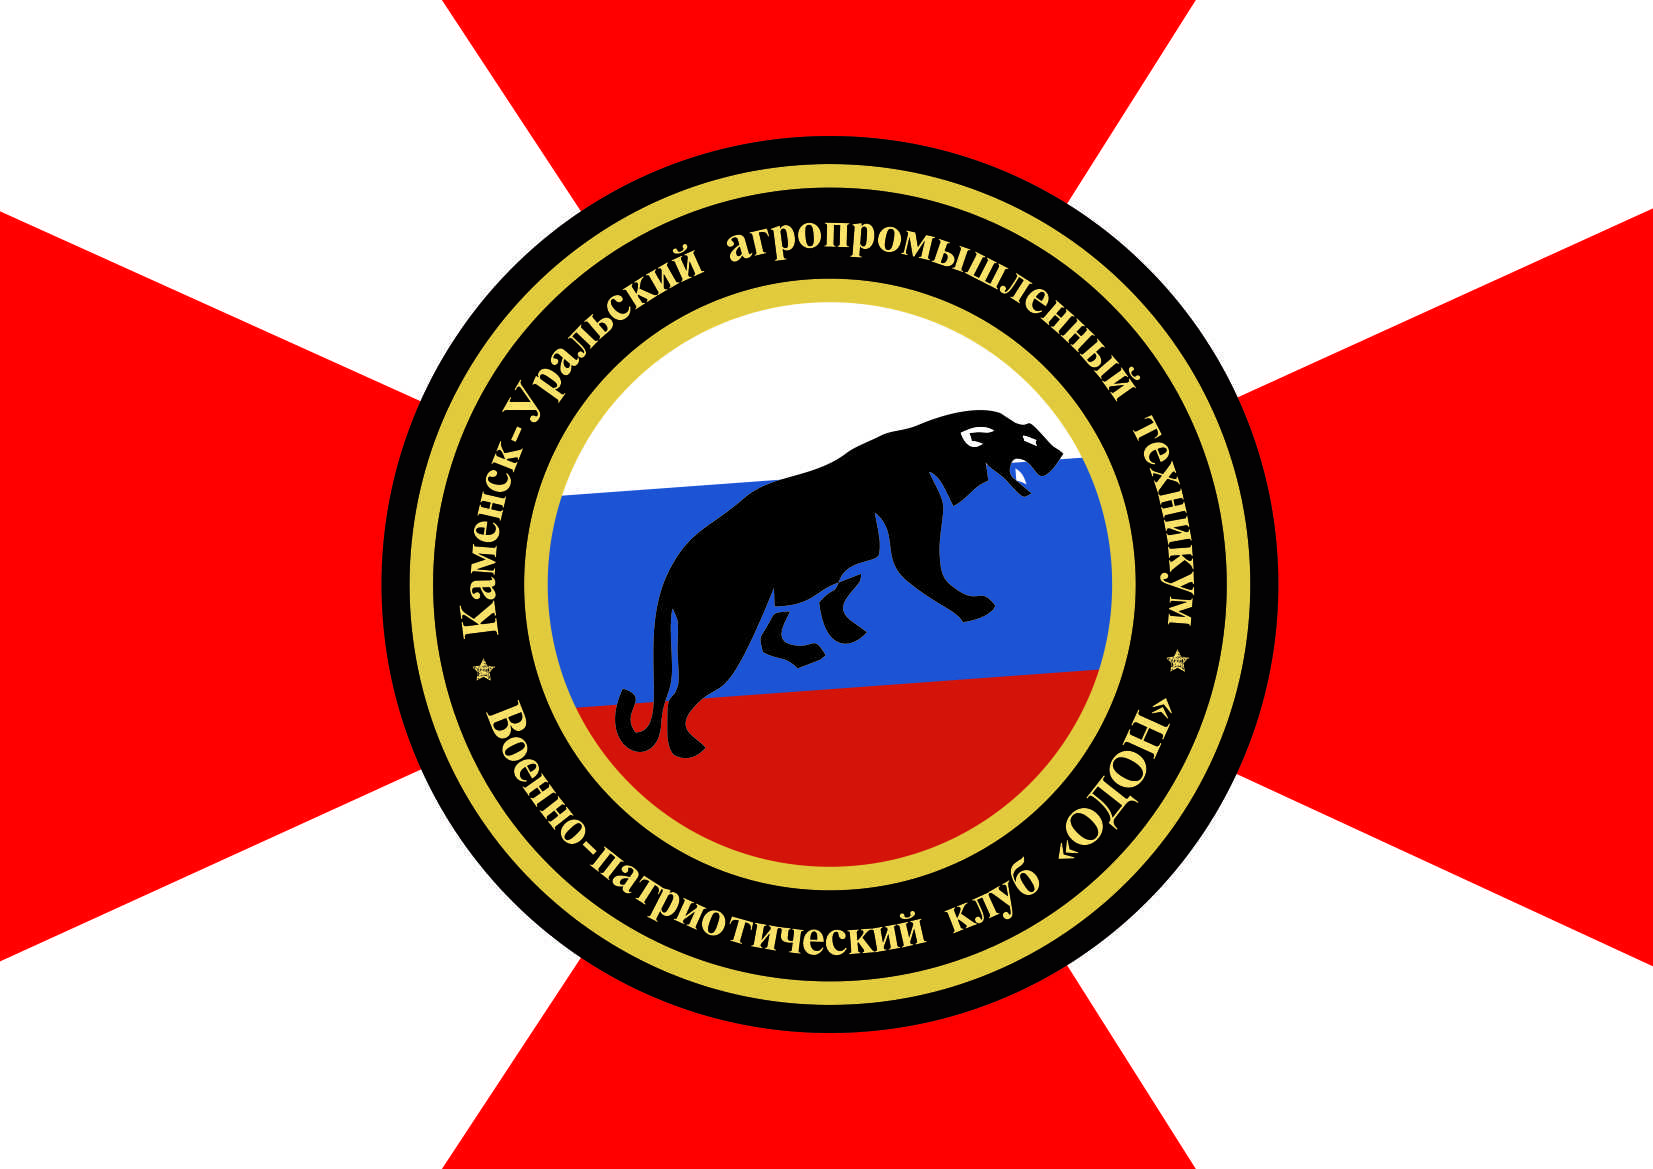 Каменск-Уральский агропромышленный техникум
Военно-патриотический клуб «ОДОН»